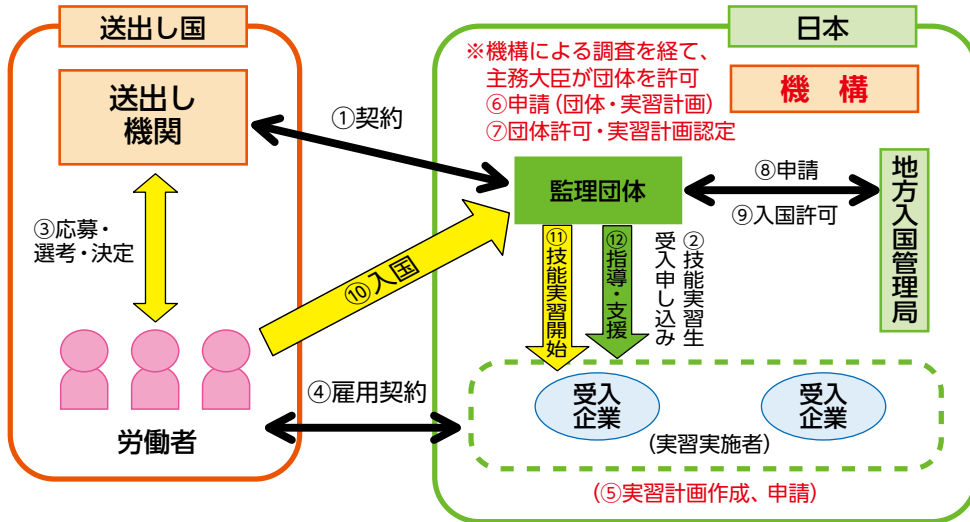 送出し国
送出し
機関
①契約
③応募・
選考・決定
⑩入国
労働者
④雇用契約
日本
※機構による調査を経て、
主務大臣が団体を許可
⑥申請(団体・実習計画)
⑦団体許可・実習計画認定
機構
監理団体
⑧申請
⑨入国許可
地方入国管理局
⑪技能実習開始
⑫指導・支援
②技能実習生
受入申し込み
受入
企業
受入
企業
(実習実施者)
(⑤実習計画作成、申請)